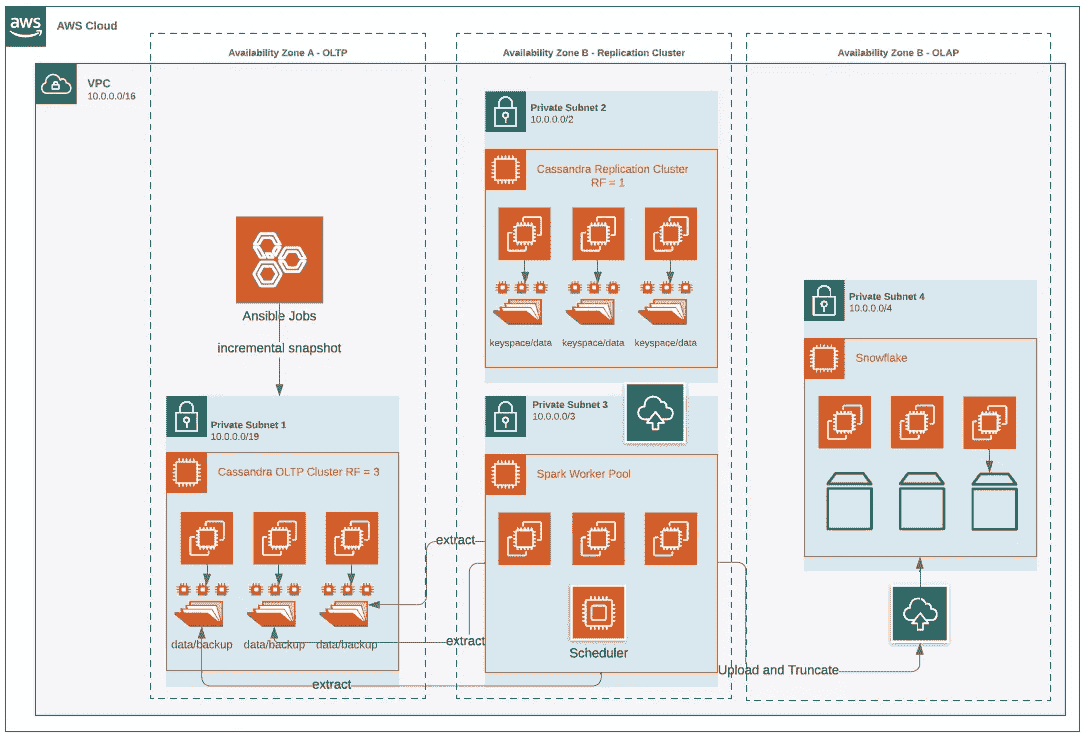 aws
AWS Cloud
Availability Zone A - OLTP
Availability Zone B - Replication Cluster
Availability Zone B - OLAP
VPC
10.0.0.0/16
Private Subnet 2
10.0.0.0/2
Cassandra Replication Cluster
RF = 1
keyspace/data
keyspace/data
keyspace/data
Ansible Jobs
incremental snapshot
Private Subnet 1
10.0.0.0/19
Cassandra OLTP Cluster RF = 3
data/backup
data/backup
data/backup
extract
extract
extract
Private Subnet 3
10.0.0.0/3
Spark Worker Pool
Scheduler
Private Subnet 4
10.0.0.0/4
Snowflake
Upload and Truncate